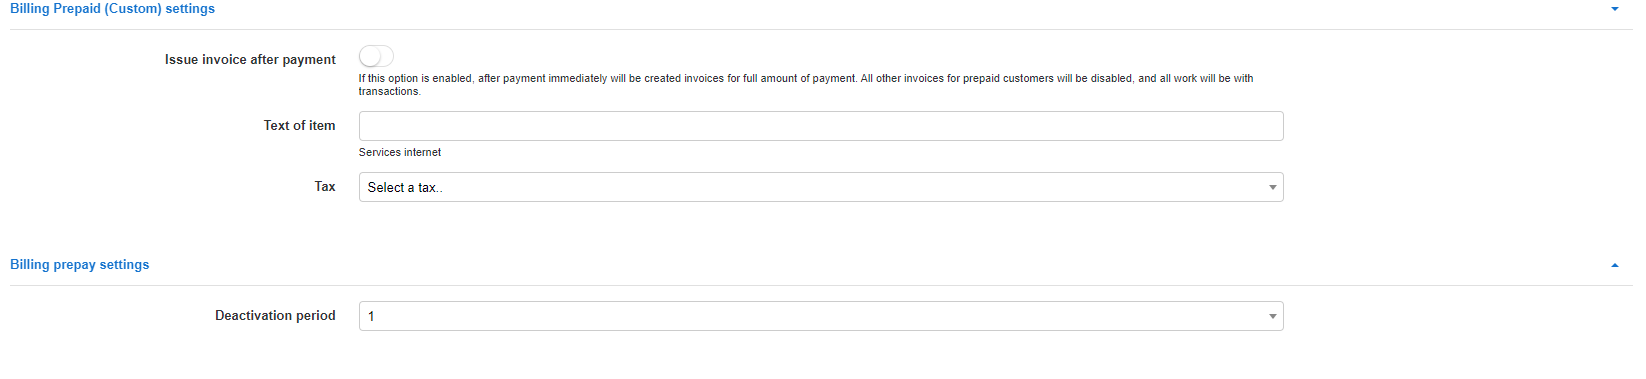 Billing Prepaid (Custom) settings
Issue invoice after payment
If this option is enabled, after payment immediately will be created invoices for full amount of payment. All other invoices for prepaid customers will be disabled, and all work will be with
transactions.
Text of item
Services internet
Tax
Select a tax..
Billing prepay settings
Deactivation period
1